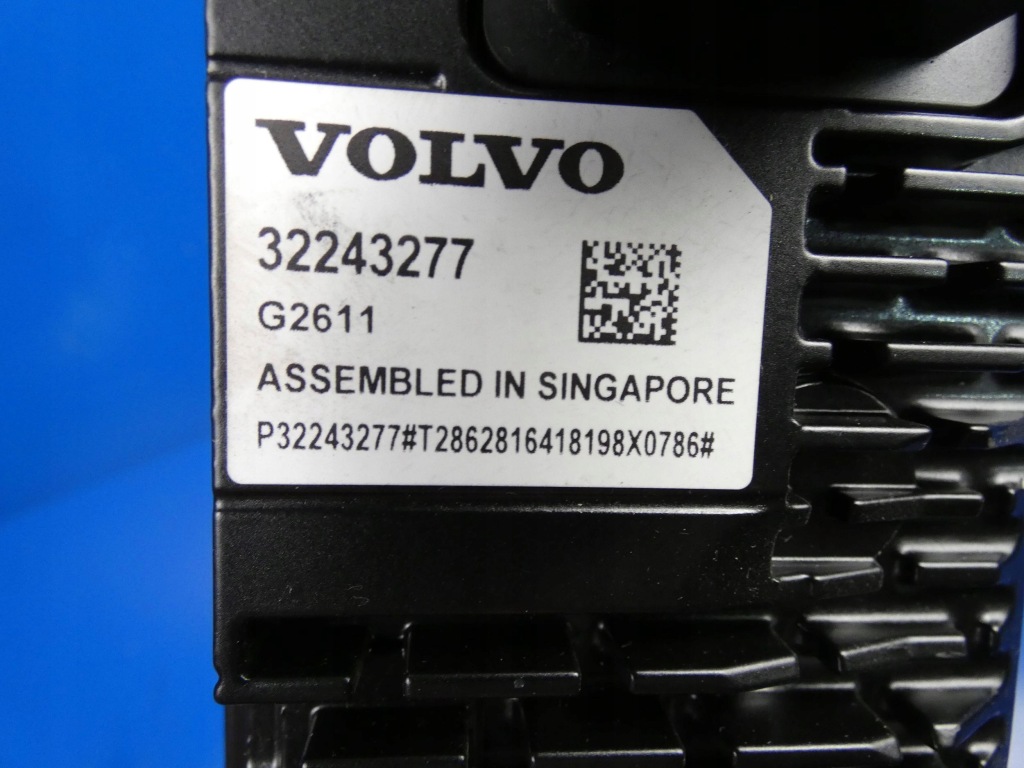 VOLVO
32243277
G2611
ASSEMBLED IN SINGAPORE
P32243277#T2862816418198X0786#